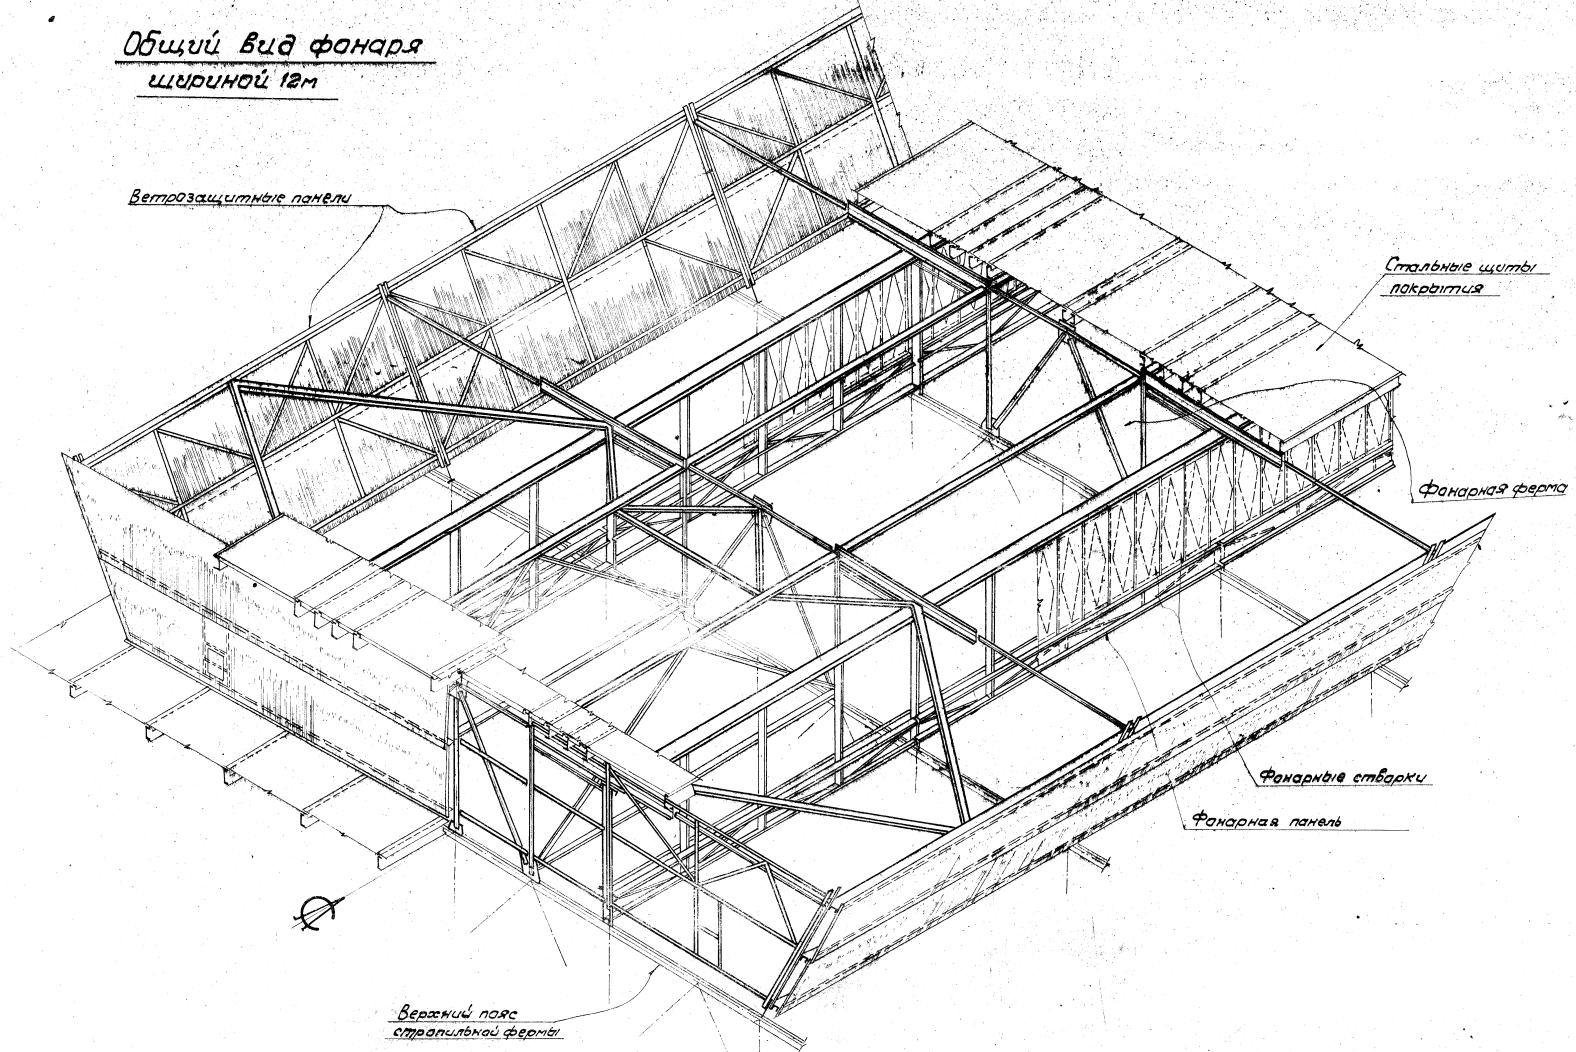 Общий вид фонаря
шириной 12м
Ветрозащитные панели
Стальные щиты
покрытия
Фонарная ферма
Фонарные створки
Фонарная панель
Верхний пояс
стропильной фермы